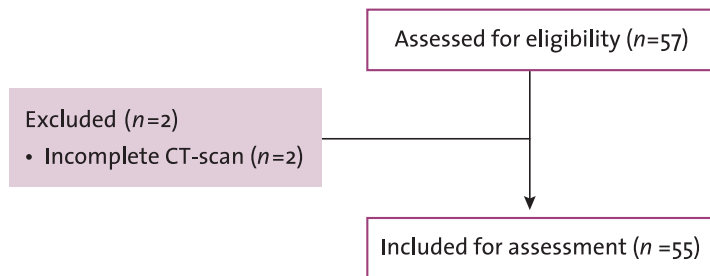 Assessed for eligibility (n=57)
Excluded (n=2)
• Incomplete CT-scan (n=2)
Included for assessment (n =55)